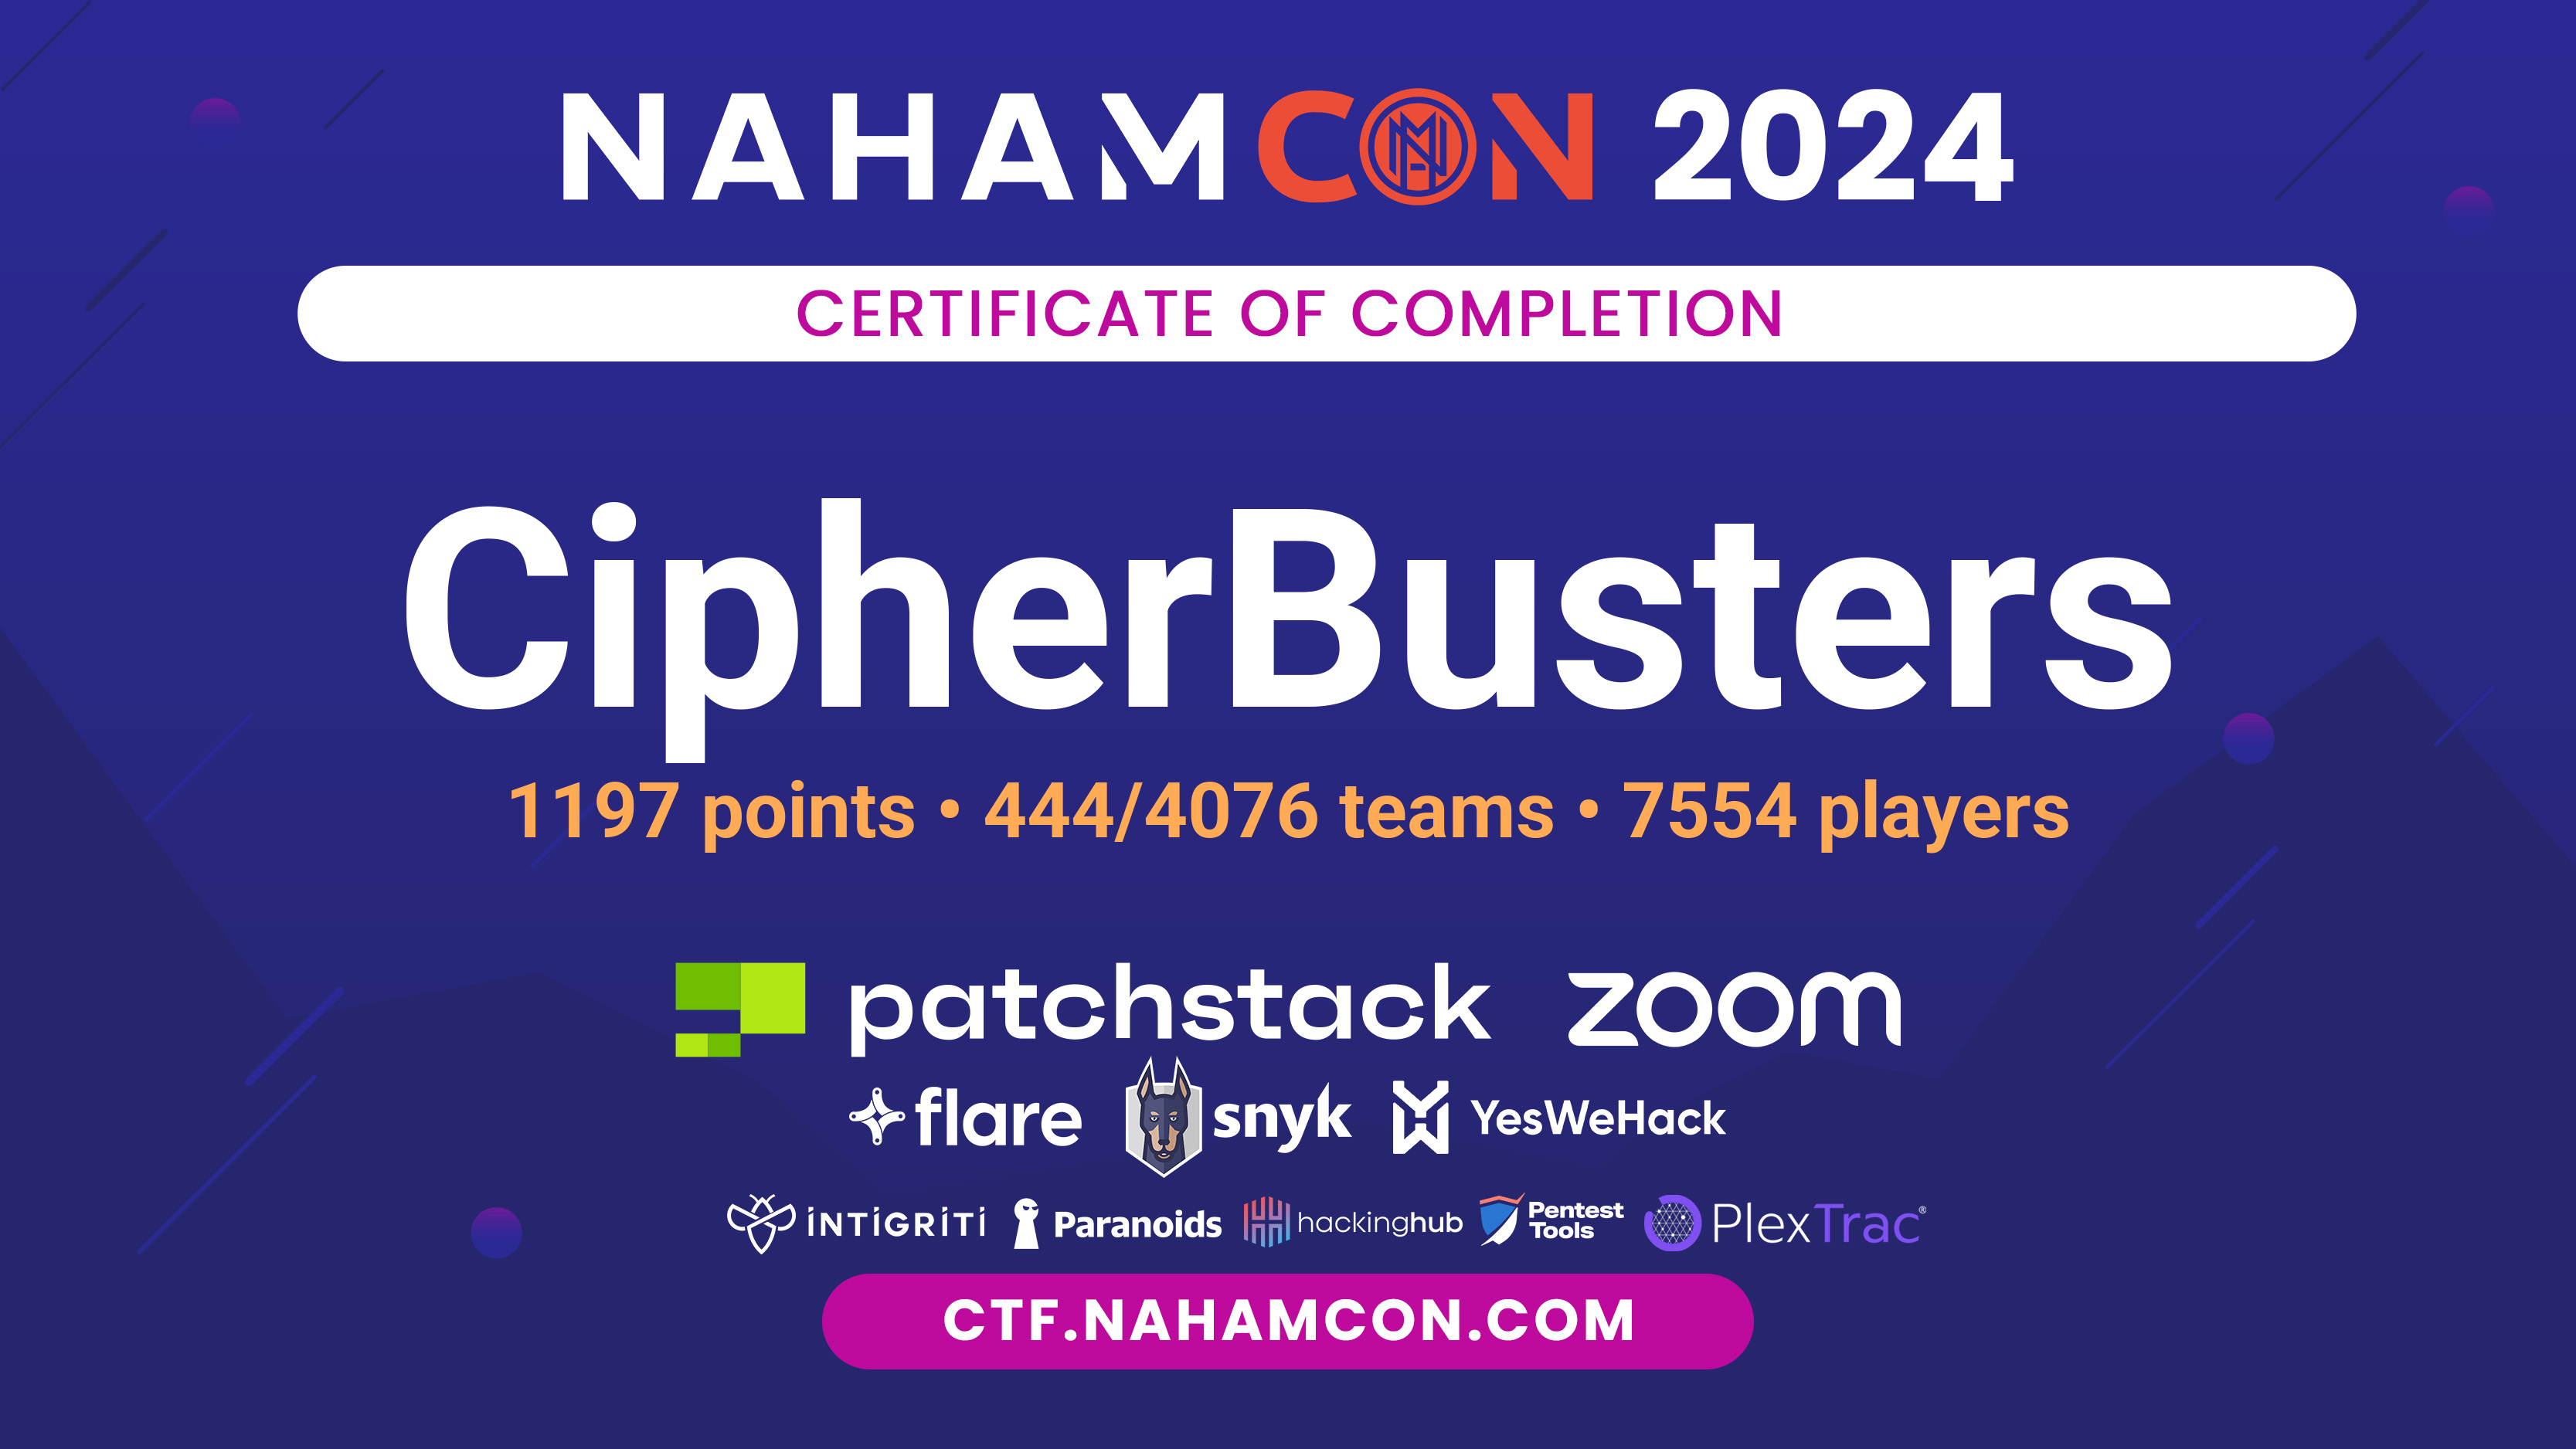 NAHAMCON 2024
CERTIFICATE OF COMPLETION
CipherBusters
1197 points • 444/4076 teams • 7554 players
patchstack zoom
flare snyk YesWeHack
INTIGRITI Paranoids hackinghub Pentest Tools PlexTrac®
CTF.NAHAMCON.COM